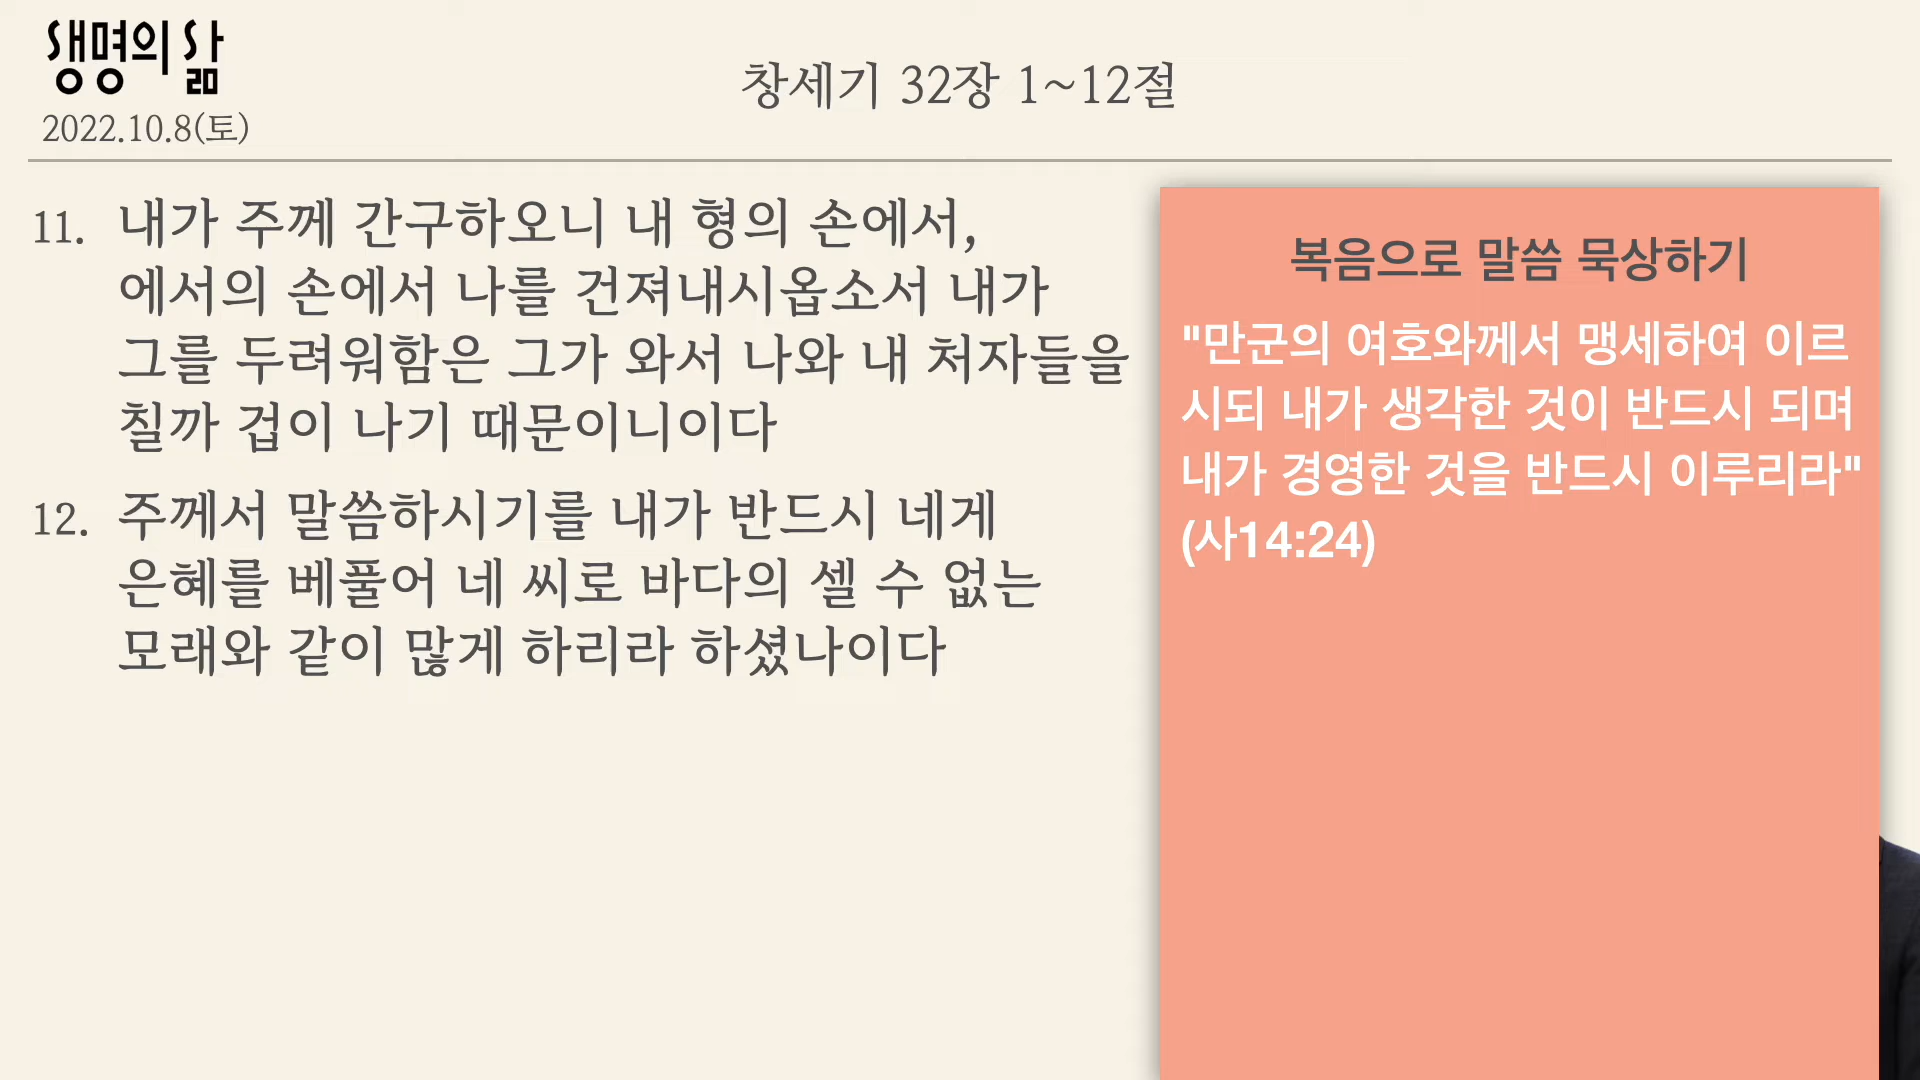 생명의 삶
2022.10.8(토)
창세기 32장 1~12절
11. 내가 주께 간구하오니 내 형의 손에서,
에서의 손에서 나를 건져내시옵소서 내가
그를 두려워함은 그가 와서 나와 내 처자들을
칠까 겁이 나기 때문이니이다
12. 주께서 말씀하시기를 내가 반드시 네게
은혜를 베풀어 네 씨로 바다의 셀 수 없는
모래와 같이 많게 하리라 하셨나이다
복음으로 말씀 묵상하기
"만군의 여호와께서 맹세하여 이르
시되 내가 생각한 것이 반드시 되며
내가 경영한 것을 반드시 이루리라"
(사14:24)